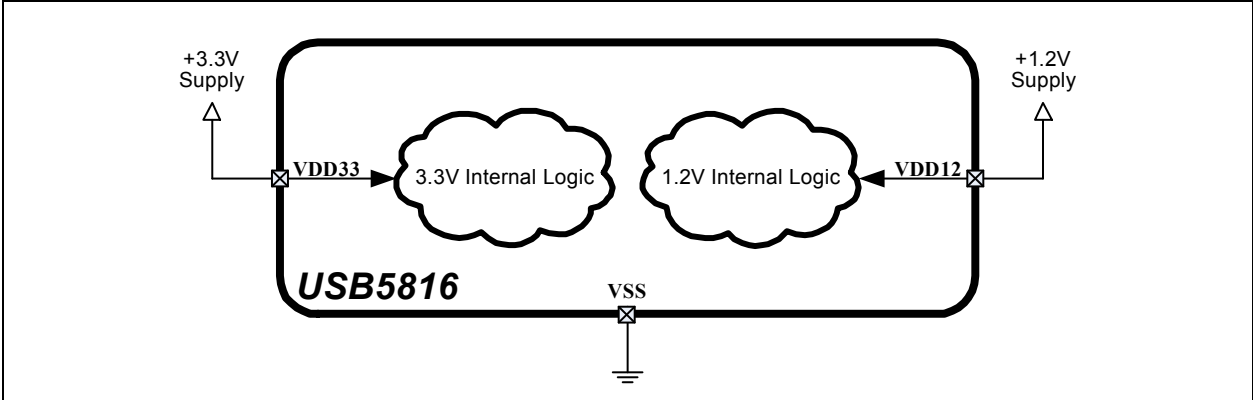 +3.3V
Supply
+1.2V
Supply
VDD33
3.3V Internal Logic
1.2V Internal Logic
VDD12
USB5816
VSS